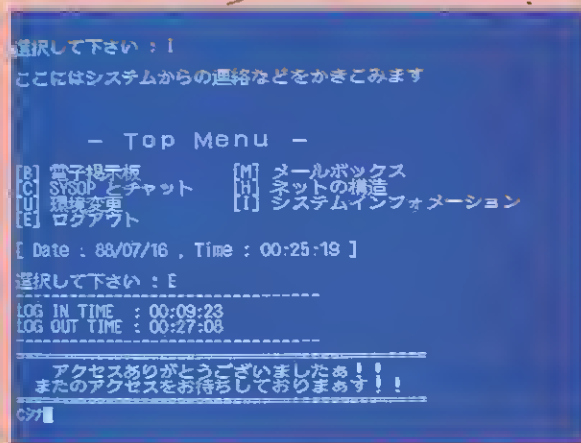 選択して下さい : I
ここにはシステムからの連絡などをかきこみます
- Top Menu -
[B] 電子掲示板 [M] メールボックス
[C] SYSOP とチャット [H] ネットの構造
[U] 環境変更 [I] システムインフォメーション
[E] ログアウト
[ Date : 88/07/16 , Time : 00:25:19 ]
選択して下さい : E
--------------------------------
LOG IN TIME : 00:09:23
LOG OUT TIME : 00:27:08
--------------------------------
================================
アクセスありがとうございましたぁ!!
またのアクセスをお待ちしておりまぁす!!
================================